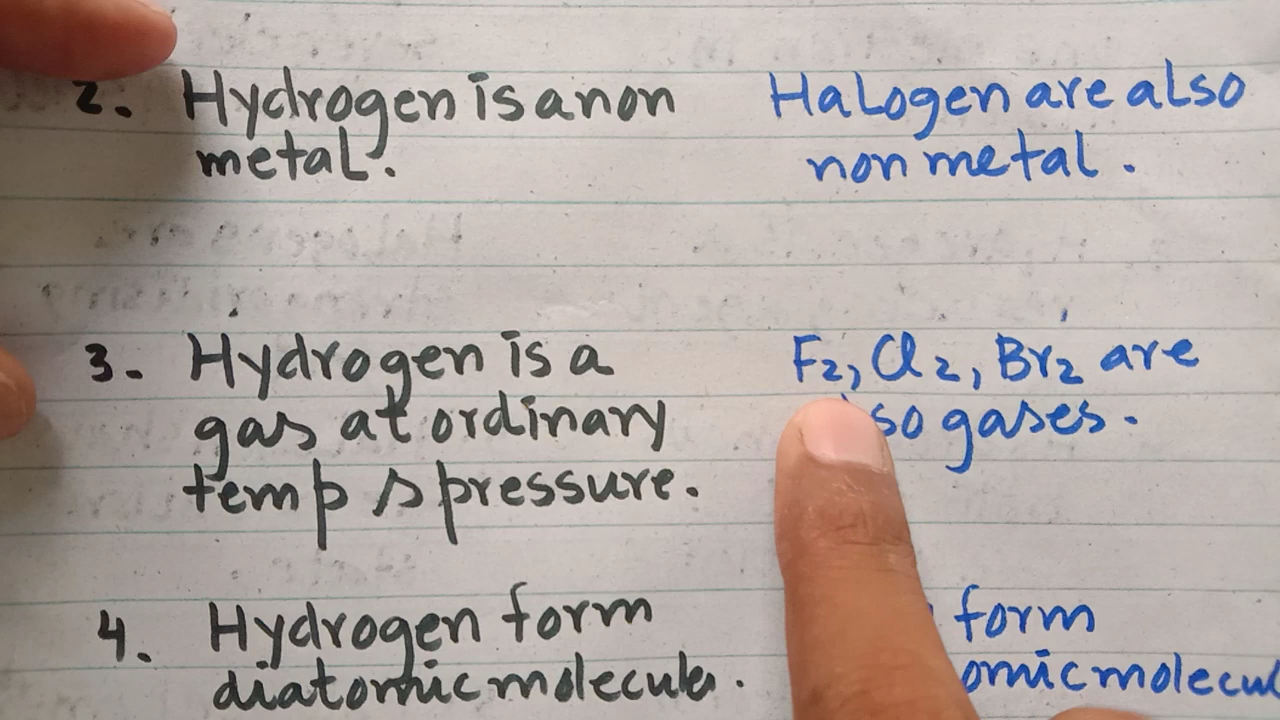 2. Hydrogen is a non
metal.
Halogen are also
non metal.
3. Hydrogen is a
gas at ordinary
temp & pressure.
F2, Cl2, Br2 are
so gases.
4. Hydrogen form
diatomic molecule.
form
omic molecul